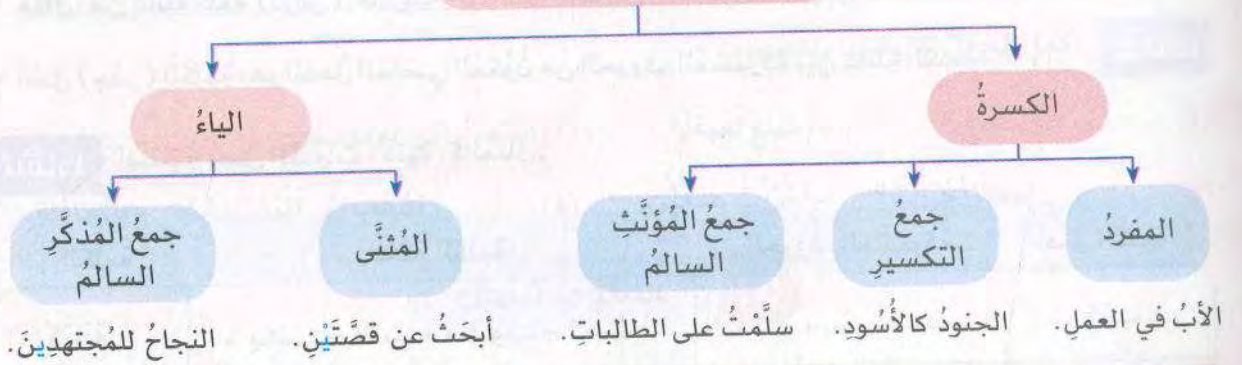 الكسرةُ
الياءُ
المفردُ
جمعُ
التكسيرِ
جمعُ المُؤنَّثِ
السالمُ
المُثنَّى
جمعُ المُذكَّرِ
السالمُ
الأبُ في العملِ.
الجنودُ كالأُسُودِ.
سلَّمْتُ على الطالباتِ.
أبحَثُ عن قصَّتَيْنِ.
النجاحُ للمُجتهدِينَ.